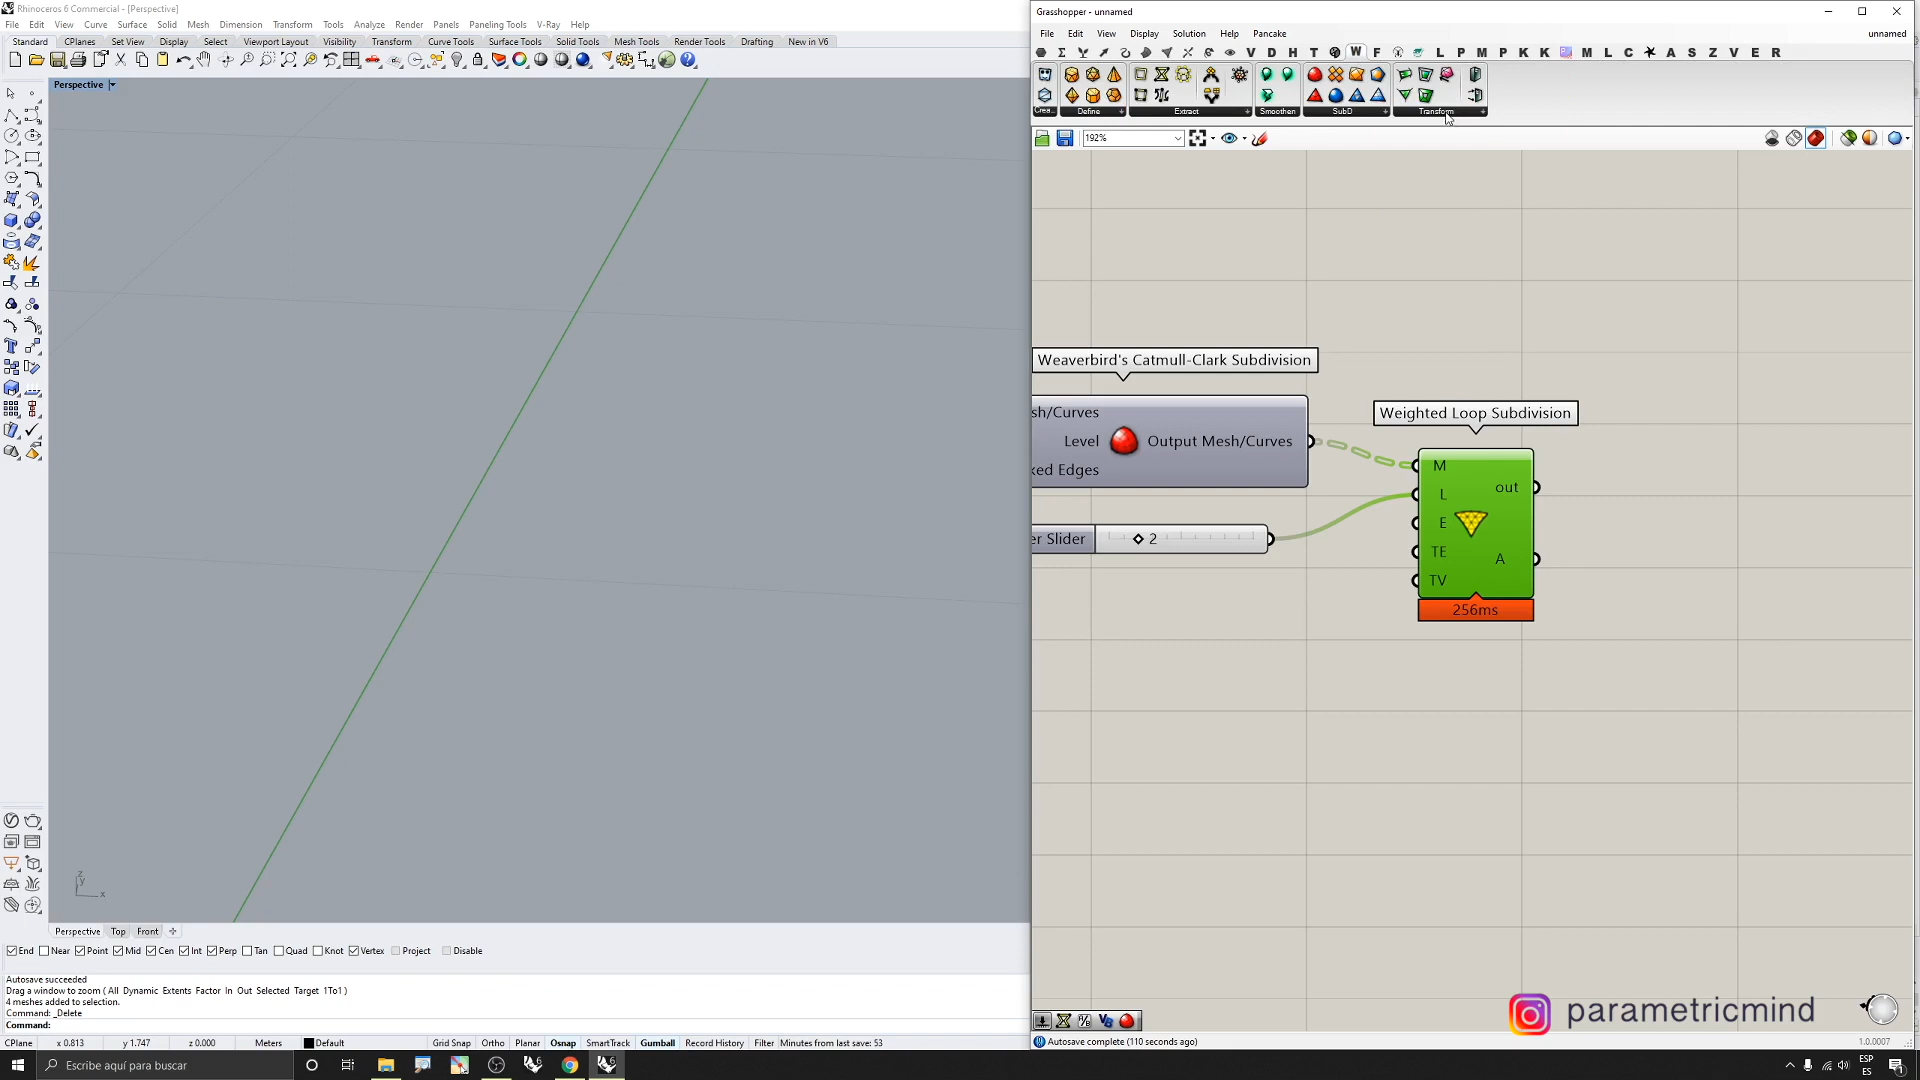 Rhinoceros 6 Commercial - [Perspective]
File Edit View Curve Surface Solid Mesh Dimension Transform Tools Analyze Render Panels Paneling Tools V-Ray Help
Standard CPlanes Set View Display Select Viewport Layout Visibility Transform Curve Tools Surface Tools Solid Tools Mesh Tools Render Tools Drafting New in V6
Perspective
z
y
x
Perspective Top Front
End Near Point Mid Cen Int Perp Tan Quad Knot Vertex Project Disable
Autosave succeeded
Drag a window to zoom ( All Dynamic Extents Factor In Out Selected Target 1To1 )
4 meshes added to selection.
Command: _Delete
Command:
CPlane x 0.813 y 1.747 z 0.000 Meters Default Grid Snap Ortho Planar Osnap SmartTrack Gumball Record History Filter Minutes from last save: 53
Grasshopper - unnamed
File Edit View Display Solution Help Pancake unnamed
V D H T W F L P M P K K M L C A S Z V E R
Crea... Define Extract Smoothen SubD Transform
192%
Weaverbird's Catmull-Clark Subdivision
sh/Curves
Level Output Mesh/Curves
ked Edges
er Slider 2
Weighted Loop Subdivision
M
L
E
TE
TV
out
A
256ms
parametricmind
Autosave complete (110 seconds ago) 1.0.0007
Escribe aquí para buscar
ESP
ES